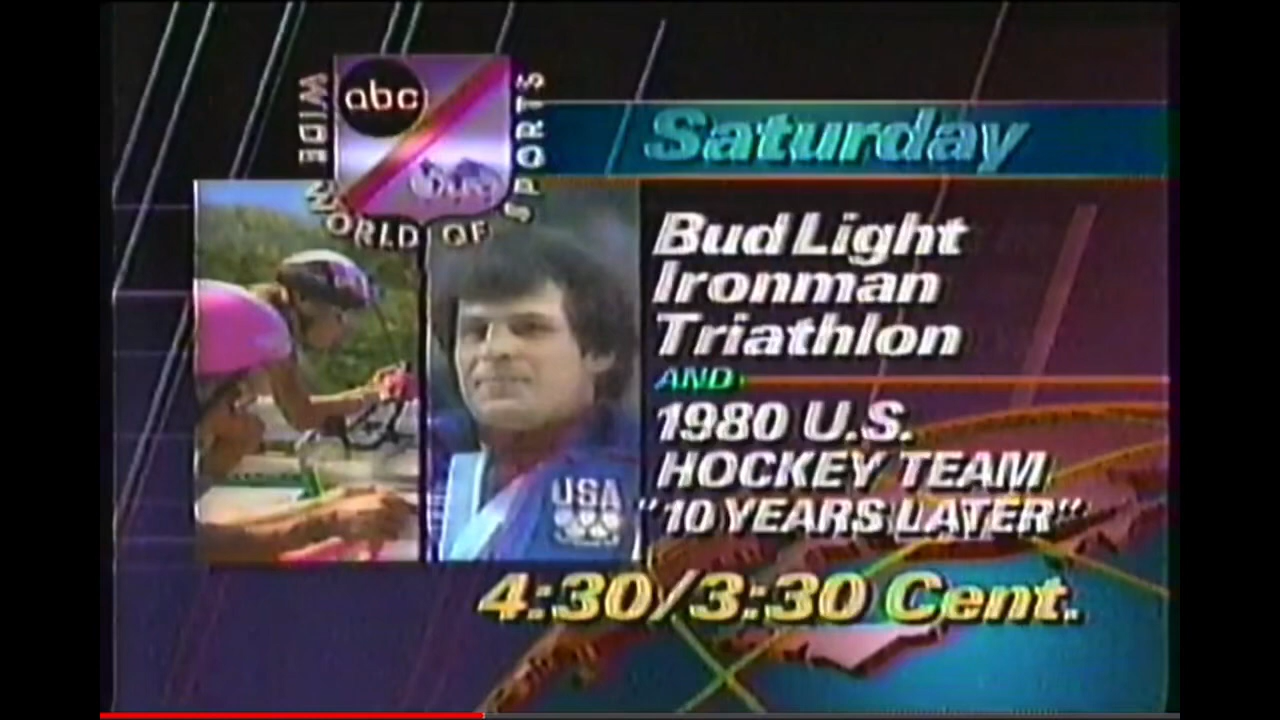 abc
WIDE WORLD OF SPORTS
Saturday
Bud Light
Ironman
Triathlon
AND
1980 U.S.
HOCKEY TEAM
"10 YEARS LATER"
USA
4:30/3:30 Cent.